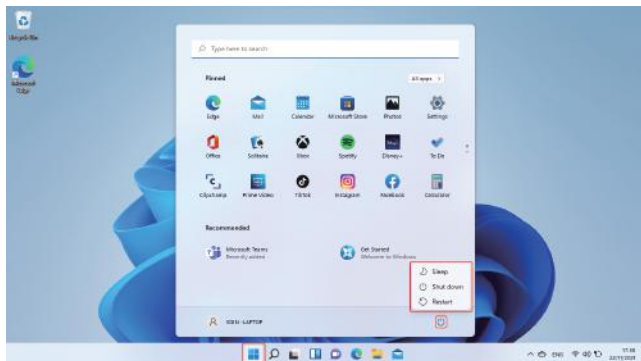 Recycle Bin
Microsoft
Edge
Type here to search
Pinned
All apps >
Edge
Mail
Calendar
Microsoft Store
Photos
Settings
Office
Solitaire
Xbox
Spotify
Disney+
To Do
Clipchamp
Prime Video
TikTok
Instagram
Facebook
Calculator
Recommended
Microsoft Teams
Recently added
Get Started
Welcome to Windows
Sleep
Shut down
Restart
LAPTOP
ENG